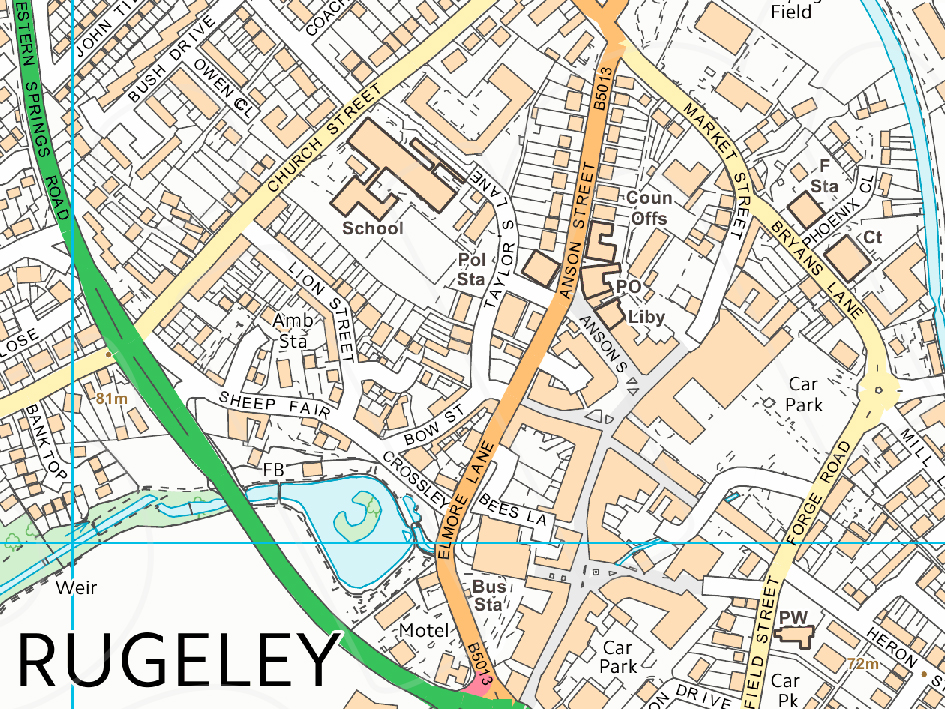 Field
ESTERN SPRINGS ROAD
JOHN TI
BUSH DRIVE
OWEN CL
COACH
CHURCH STREET
B5013
MARKET STREET
LANE
TAYLOR'S
School
Pol
Sta
ANSON STREET
Coun
Offs
F
Sta
PHOENIX CL
Ct
BRYANS LANE
PO
Liby
ANSON'S
LION STREET
Amb
Sta
LOSE
81m
SHEEP FAIR
BANK TOP
BOW ST
Car
Park
MILL
FB
CROSSLEY
ELMORE LANE
BEES LA
FORGE ROAD
Weir
Bus
Sta
Motel
RUGELEY
B5013
Car
Park
PW
HERON
72m
FIELD STREET
DRIVE
Car
Pk
S